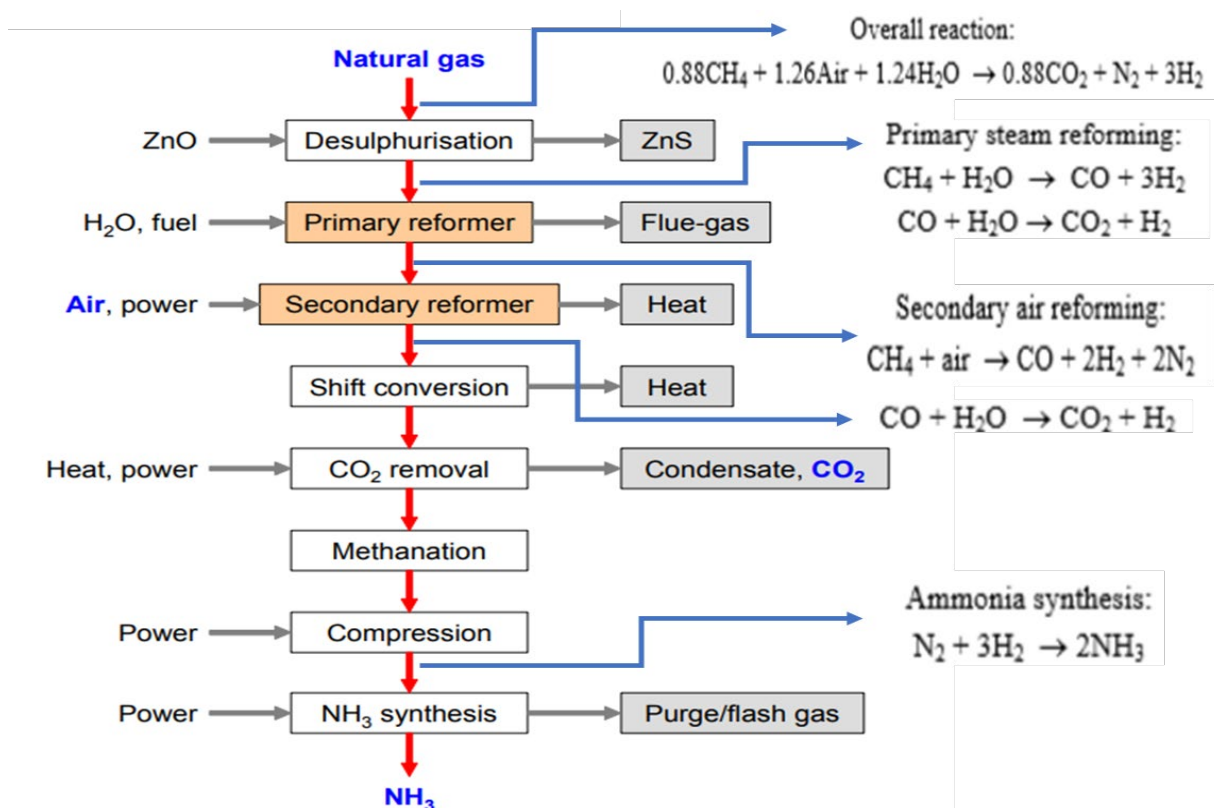 Overall reaction:
Natural gas
0.88CH₄ + 1.26Air + 1.24H₂O → 0.88CO₂ + N₂ + 3H₂
ZnO
Desulphurisation
ZnS
Primary steam reforming:
CH₄ + H₂O → CO + 3H₂
H₂O, fuel
Primary reformer
Flue-gas
CO + H₂O → CO₂ + H₂
Air, power
Secondary reformer
Heat
Secondary air reforming:
CH₄ + air → CO + 2H₂ + 2N₂
Shift conversion
Heat
CO + H₂O → CO₂ + H₂
Heat, power
CO₂ removal
Condensate, CO₂
Methanation
Ammonia synthesis:
Power
Compression
N₂ + 3H₂ → 2NH₃
Power
NH₃ synthesis
Purge/flash gas
NH₃